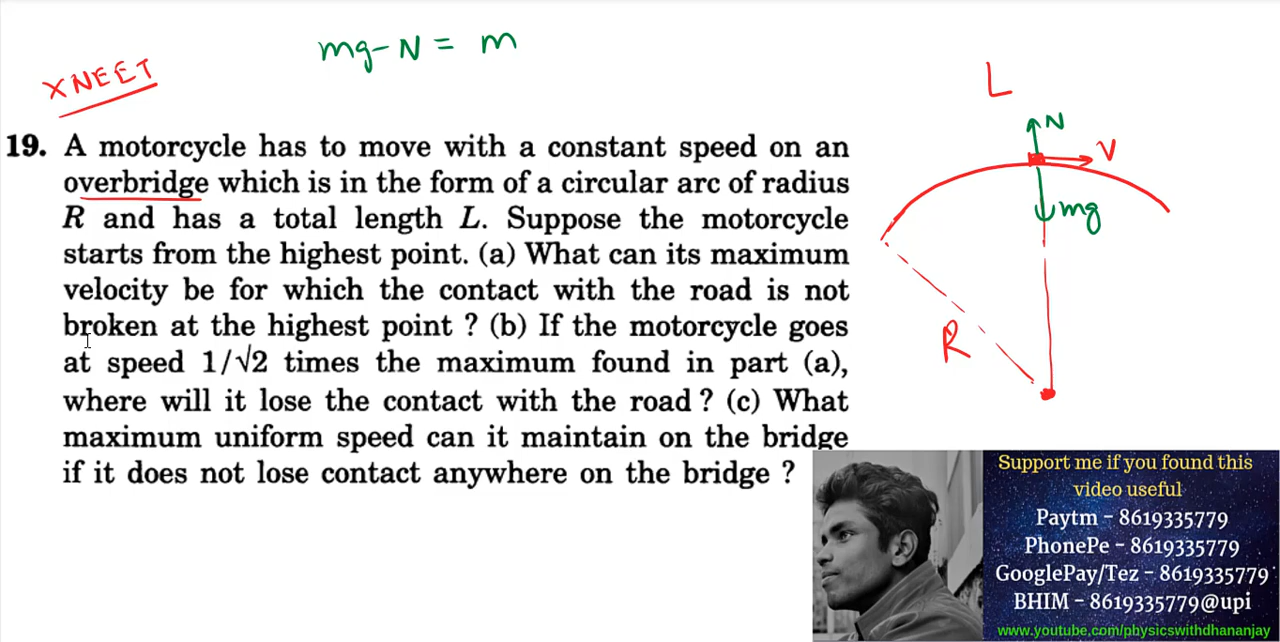 mg - N = m
XNEET
19. A motorcycle has to move with a constant speed on an
overbridge which is in the form of a circular arc of radius
R and has a total length L. Suppose the motorcycle
starts from the highest point. (a) What can its maximum
velocity be for which the contact with the road is not
broken at the highest point ? (b) If the motorcycle goes
at speed 1/√2 times the maximum found in part (a),
where will it lose the contact with the road ? (c) What
maximum uniform speed can it maintain on the bridge
if it does not lose contact anywhere on the bridge ?
L
N
V
mg
R
Support me if you found this
video useful
Paytm - 8619335779
PhonePe - 8619335779
GooglePay/Tez - 8619335779
BHIM - 8619335779@upi
www.youtube.com/physicswithdhananjay